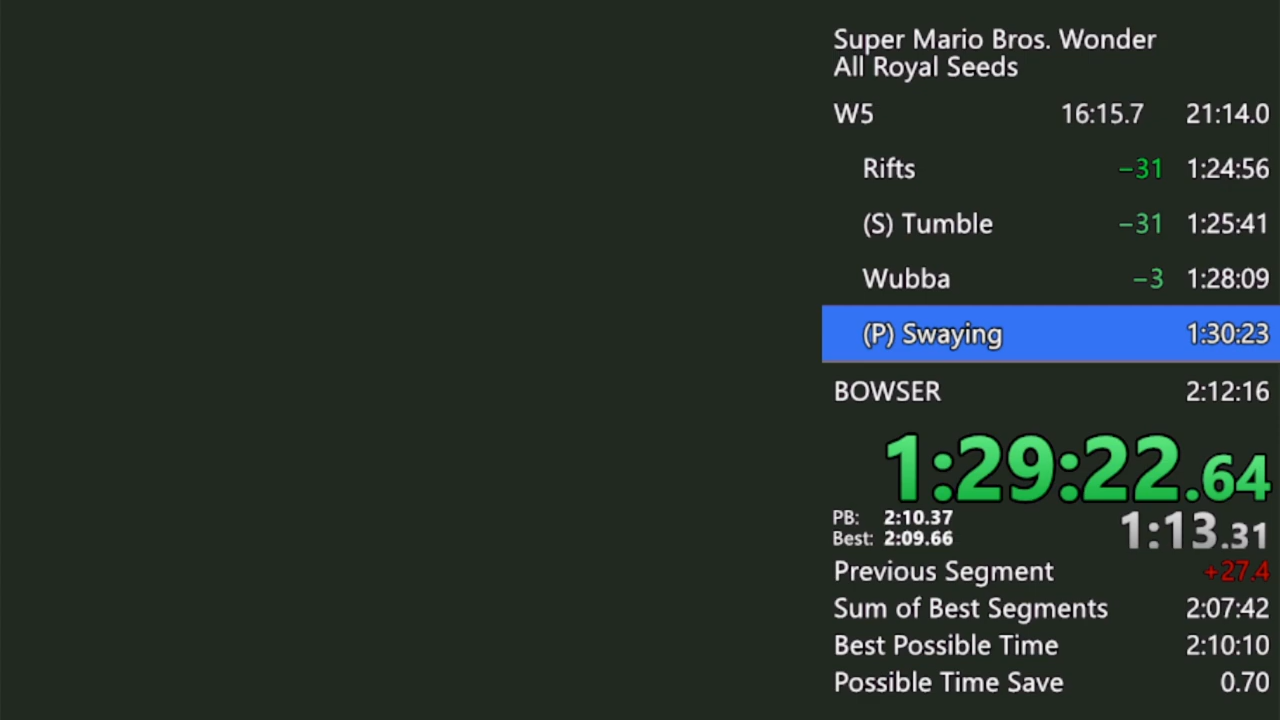 Super Mario Bros. Wonder
All Royal Seeds
W5 16:15.7 21:14.0
Rifts −31 1:24:56
(S) Tumble −31 1:25:41
Wubba −3 1:28:09
(P) Swaying 1:30:23
BOWSER 2:12:16
1:29:22.64
PB: 2:10.37 1:13.31
Best: 2:09.66
Previous Segment +27.4
Sum of Best Segments 2:07:42
Best Possible Time 2:10:10
Possible Time Save 0.70